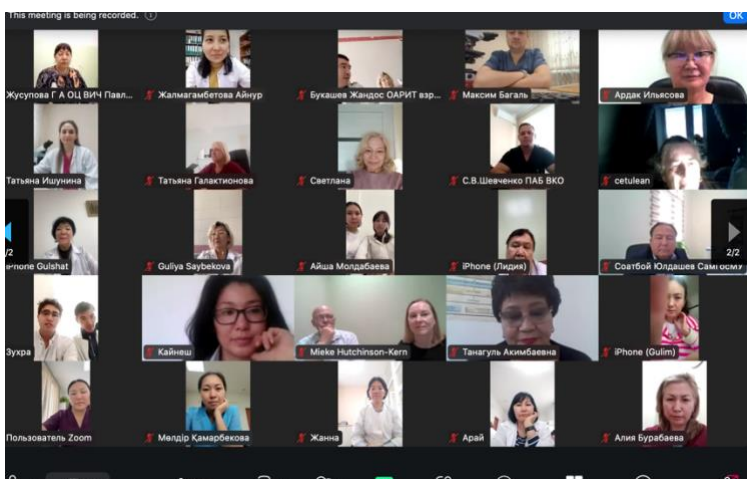 This meeting is being recorded.
OK
Жусупова Г А ОЦ ВИЧ Павл...
Жалмагамбетова Айнур
Букашев Жандос ОАРИТ взр...
Максим Багаль
Ардак Ильясова
Татьяна Ишунина
Татьяна Галактионова
Светлана
С.В.Шевченко ПАБ ВКО
cetulean
/2
2/2
iPhone Gulshat
Guliya Saybekova
Айша Молдабаева
iPhone (Лидия)
Соатбой Юлдашев СамГосМУ
Зухра
Кайнеш
Mieke Hutchinson-Kern
Танагуль Акимбаевна
iPhone (Gulim)
Пользователь Zoom
Мөлдір Қамарбекова
Жанна
Арай
Алия Бурабаева